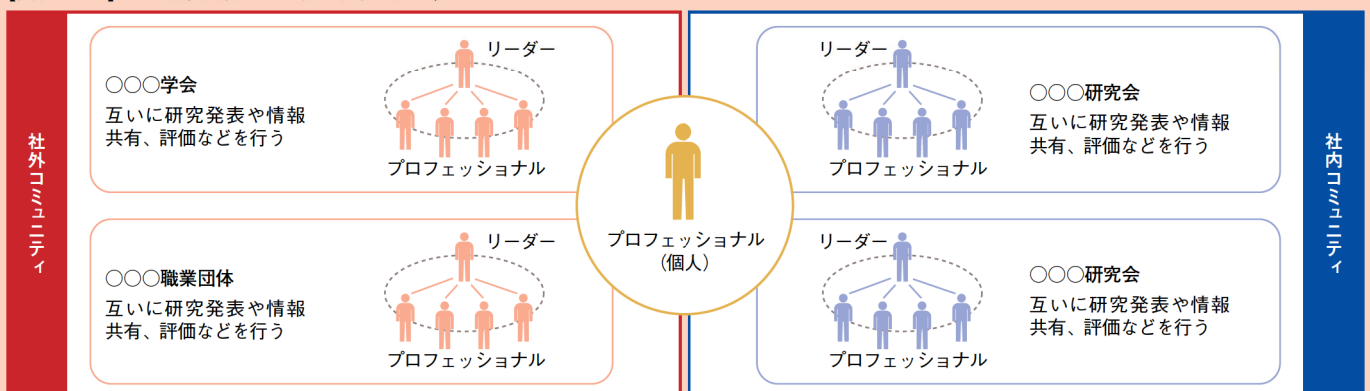 社外コミュニティ
○○○学会
互いに研究発表や情報
共有、評価などを行う
リーダー
プロフェッショナル
○○○職業団体
互いに研究発表や情報
共有、評価などを行う
リーダー
プロフェッショナル
プロフェッショナル
（個人）
リーダー
プロフェッショナル
○○○研究会
互いに研究発表や情報
共有、評価などを行う
リーダー
プロフェッショナル
○○○研究会
互いに研究発表や情報
共有、評価などを行う
社内コミュニティ